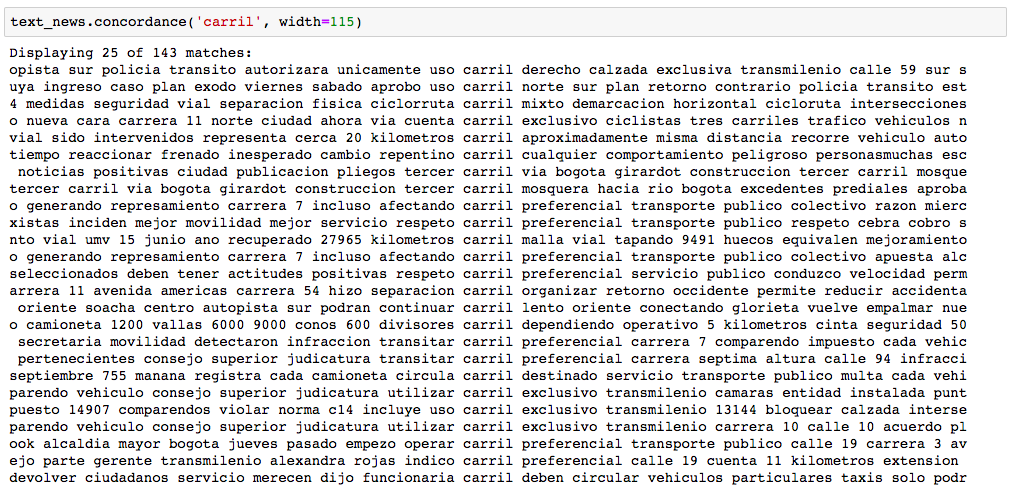 text_news.concordance('carril', width=115)
Displaying 25 of 143 matches:
opista sur policia transito autorizara unicamente uso carril derecho calzada exclusiva transmilenio calle 59 sur s
uya ingreso caso plan exodo viernes sabado aprobo uso carril norte sur plan retorno contrario policia transito est
4 medidas seguridad vial separacion fisica ciclorruta carril mixto demarcacion horizontal cicloruta intersecciones
o nueva cara carrera 11 norte ciudad ahora via cuenta carril exclusivo ciclistas tres carriles trafico vehiculos n
vial sido intervenidos representa cerca 20 kilometros carril aproximadamente misma distancia recorre vehiculo auto
tiempo reaccionar frenado inesperado cambio repentino carril cualquier comportamiento peligroso personasmuchas esc
noticias positivas ciudad publicacion pliegos tercer carril via bogota girardot construccion tercer carril mosque
tercer carril via bogota girardot construccion tercer carril mosquera hacia rio bogota excedentes prediales aproba
o generando represamiento carrera 7 incluso afectando carril preferencial transporte publico colectivo razon mierc
xistas inciden mejor movilidad mejor servicio respeto carril preferencial transporte publico respeto cebra cobro s
nto vial umv 15 junio ano recuperado 27965 kilometros carril malla vial tapando 9491 huecos equivalen mejoramiento
o generando represamiento carrera 7 incluso afectando carril preferencial transporte publico colectivo apuesta alc
seleccionados deben tener actitudes positivas respeto carril preferencial servicio publico conduzco velocidad perm
arrera 11 avenida americas carrera 54 hizo separacion carril organizar retorno occidente permite reducir accidenta
oriente soacha centro autopista sur podran continuar carril lento oriente conectando glorieta vuelve empalmar nue
o camioneta 1200 vallas 6000 9000 conos 600 divisores carril dependiendo operativo 5 kilometros cinta seguridad 50
secretaria movilidad detectaron infraccion transitar carril preferencial carrera 7 comparendo impuesto cada vehic
pertenecientes consejo superior judicatura transitar carril preferencial carrera septima altura calle 94 infracci
septiembre 755 manana registra cada camioneta circula carril destinado servicio transporte publico multa cada vehi
parendo vehiculo consejo superior judicatura utilizar carril exclusivo transmilenio camaras entidad instalada punt
puesto 14907 comparendos violar norma c14 incluye uso carril exclusivo transmilenio 13144 bloquear calzada interse
parendo vehiculo consejo superior judicatura utilizar carril exclusivo transmilenio carrera 10 calle 10 acuerdo pl
ook alcaldia mayor bogota jueves pasado empezo operar carril preferencial transporte publico calle 19 carrera 3 av
ejo parte gerente transmilenio alexandra rojas indico carril preferencial calle 19 cuenta 11 kilometros extension
devolver ciudadanos servicio merecen dijo funcionaria carril deben circular vehiculos particulares taxis solo podr